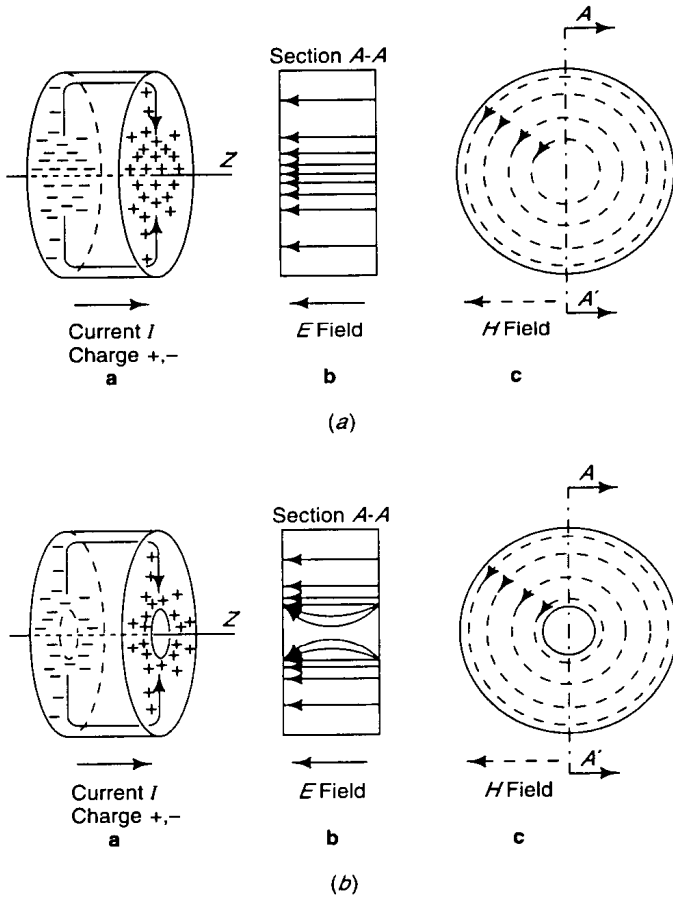 A
Section A-A
Z
A′
Current I
Charge +,–
E Field
H Field
a
b
c
(a)
A
Section A-A
Z
A′
Current I
Charge +,–
E Field
H Field
a
b
c
(b)